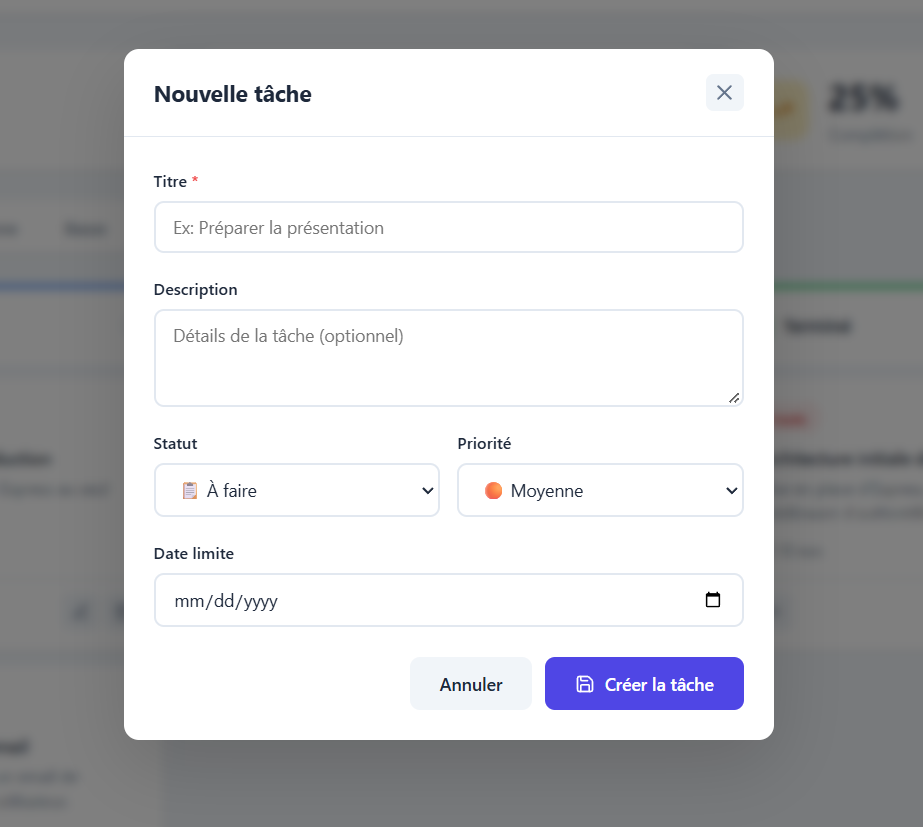 Nouvelle tâche
25%
Titre *
Ex: Préparer la présentation
Description
Détails de la tâche (optionnel)
Terminé
Statut
Priorité
À faire
Moyenne
Date limite
mm/dd/yyyy
Annuler
Créer la tâche